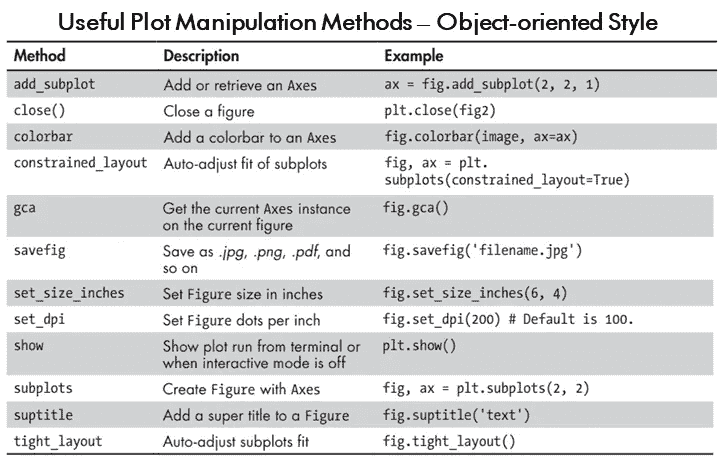 Useful Plot Manipulation Methods – Object-oriented Style
Method Description Example
add_subplot Add or retrieve an Axes ax = fig.add_subplot(2, 2, 1)
close() Close a figure plt.close(fig2)
colorbar Add a colorbar to an Axes fig.colorbar(image, ax=ax)
constrained_layout Auto-adjust fit of subplots fig, ax = plt.
subplots(constrained_layout=True)
gca Get the current Axes instance fig.gca()
on the current figure
savefig Save as .jpg, .png, .pdf, and fig.savefig('filename.jpg')
so on
set_size_inches Set Figure size in inches fig.set_size_inches(6, 4)
set_dpi Set Figure dots per inch fig.set_dpi(200) # Default is 100.
show Show plot run from terminal or plt.show()
when interactive mode is off
subplots Create Figure with Axes fig, ax = plt.subplots(2, 2)
suptitle Add a super title to a Figure fig.suptitle('text')
tight_layout Auto-adjust subplots fit fig.tight_layout()